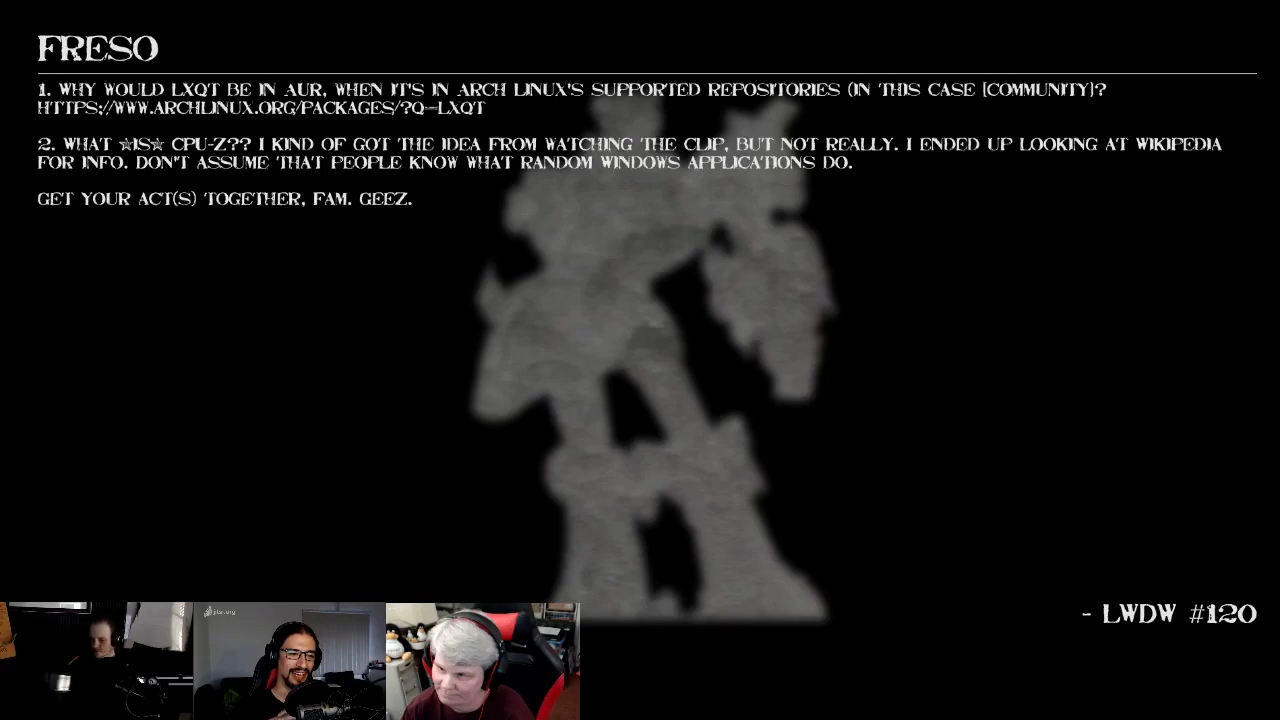 FRESO
1. WHY WOULD LXQT BE IN AUR, WHEN IT'S IN ARCH LINUX'S SUPPORTED REPOSITORIES (IN THIS CASE [COMMUNITY]?
HTTPS://WWW.ARCHLINUX.ORG/PACKAGES/?Q=LXQT
2. WHAT *IS* CPU-Z?? I KIND OF GOT THE IDEA FROM WATCHING THE CLIP, BUT NOT REALLY. I ENDED UP LOOKING AT WIKIPEDIA
FOR INFO. DON'T ASSUME THAT PEOPLE KNOW WHAT RANDOM WINDOWS APPLICATIONS DO.
GET YOUR ACT(S) TOGETHER, FAM. GEEZ.
- LWDW #120